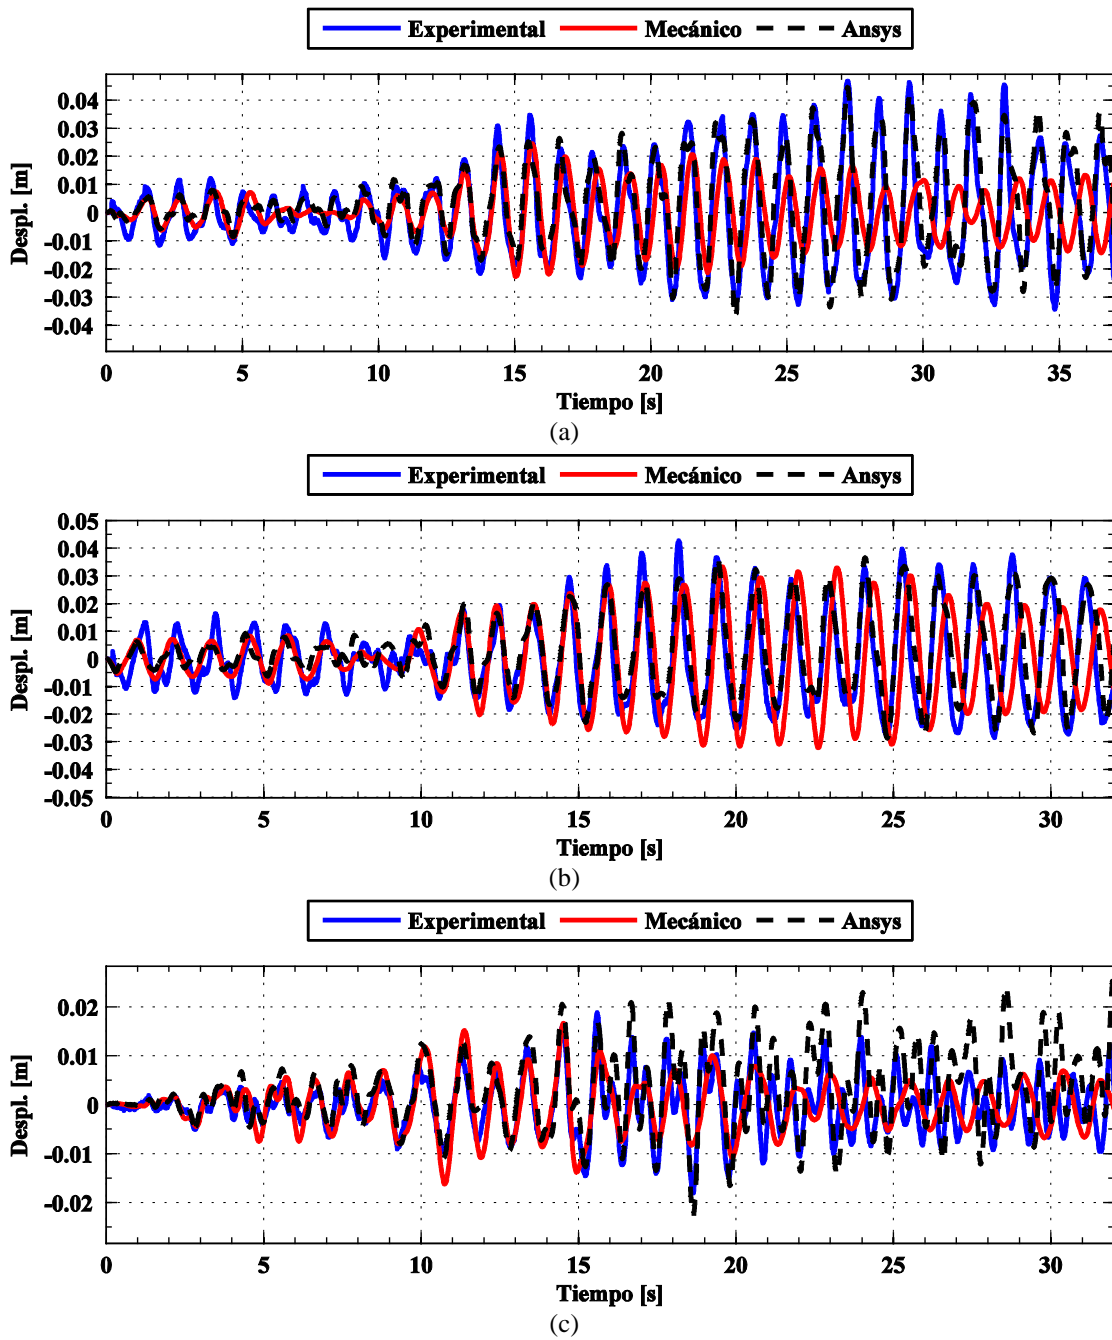 Experimental Mecánico Ansys
Despl. [m]
0.04
0.03
0.02
0.01
0
-0.01
-0.02
-0.03
-0.04
0 5 10 15 20 25 30 35
Tiempo [s]
(a)
Experimental Mecánico Ansys
Despl. [m]
0.05
0.04
0.03
0.02
0.01
0
-0.01
-0.02
-0.03
-0.04
-0.05
0 5 10 15 20 25 30
Tiempo [s]
(b)
Experimental Mecánico Ansys
Despl. [m]
0.02
0.01
0
-0.01
-0.02
0 5 10 15 20 25 30
Tiempo [s]
(c)